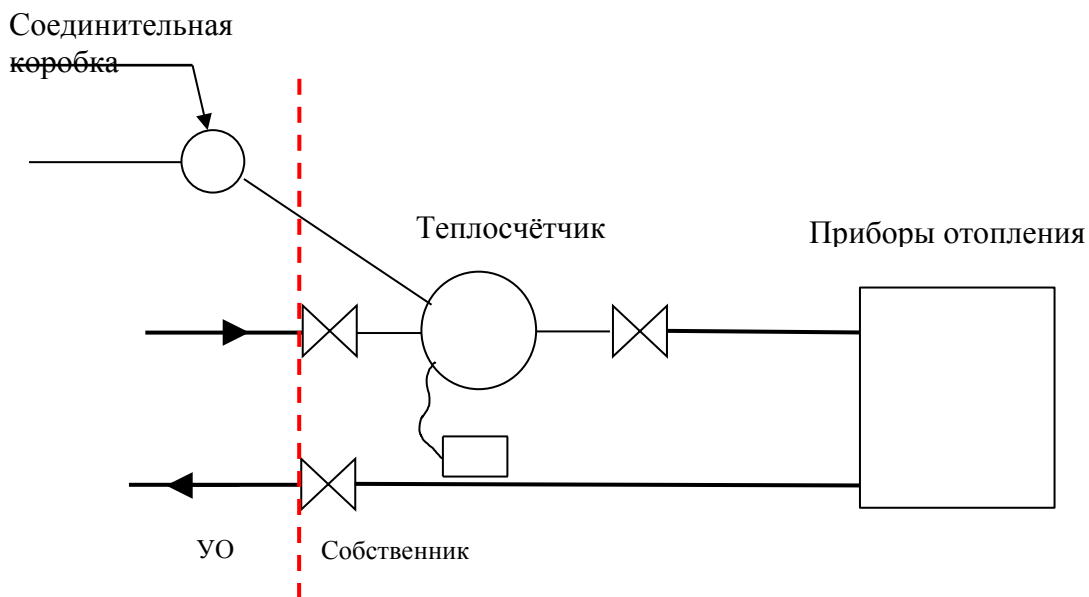 Соединительная
коробка
Теплосчётчик
Приборы отопления
УО
Собственник